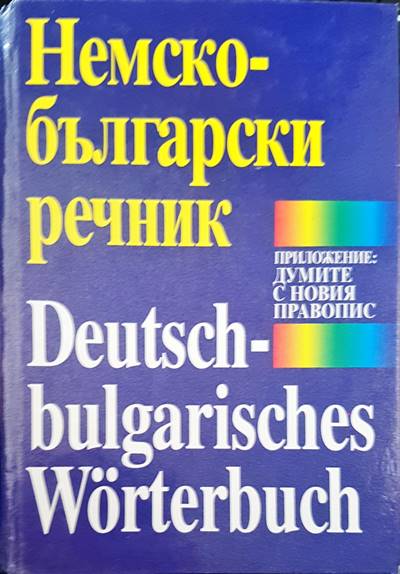 Немско-
български
речник
ПРИЛОЖЕНИЕ:
ДУМИТЕ
С НОВИЯ
ПРАВОПИС
Deutsch-
bulgarisches
Wörterbuch